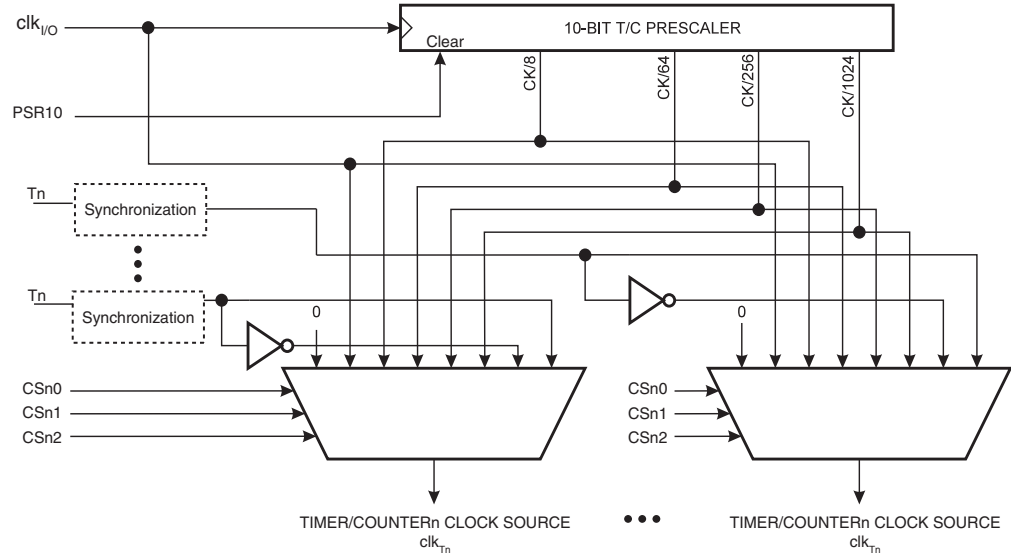 clkI/O
10-BIT T/C PRESCALER
Clear
CK/8
CK/64
CK/256
CK/1024
PSR10
Tn
Synchronization
Tn
Synchronization
0
0
CSn0
CSn1
CSn2
CSn0
CSn1
CSn2
TIMER/COUNTERn CLOCK SOURCE
clkTn
TIMER/COUNTERn CLOCK SOURCE
clkTn